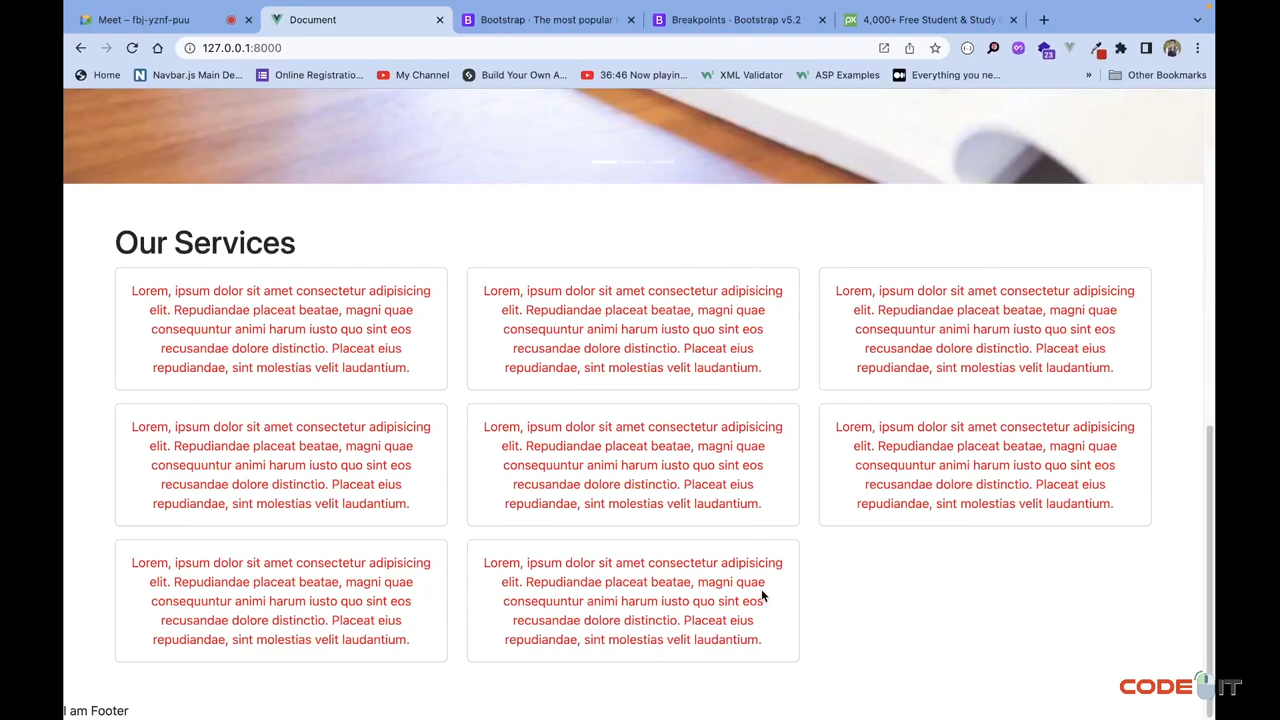 Meet – fbj-yznf-puu
Document
Bootstrap · The most popular
Breakpoints · Bootstrap v5.2
4,000+ Free Student & Study
127.0.0.1:8000
23
Home
Navbar.js Main De...
Online Registratio...
My Channel
Build Your Own A...
36:46 Now playin...
XML Validator
ASP Examples
Everything you ne...
»
Other Bookmarks
Our Services
Lorem, ipsum dolor sit amet consectetur adipisicing
elit. Repudiandae placeat beatae, magni quae
consequuntur animi harum iusto quo sint eos
recusandae dolore distinctio. Placeat eius
repudiandae, sint molestias velit laudantium.
Lorem, ipsum dolor sit amet consectetur adipisicing
elit. Repudiandae placeat beatae, magni quae
consequuntur animi harum iusto quo sint eos
recusandae dolore distinctio. Placeat eius
repudiandae, sint molestias velit laudantium.
Lorem, ipsum dolor sit amet consectetur adipisicing
elit. Repudiandae placeat beatae, magni quae
consequuntur animi harum iusto quo sint eos
recusandae dolore distinctio. Placeat eius
repudiandae, sint molestias velit laudantium.
Lorem, ipsum dolor sit amet consectetur adipisicing
elit. Repudiandae placeat beatae, magni quae
consequuntur animi harum iusto quo sint eos
recusandae dolore distinctio. Placeat eius
repudiandae, sint molestias velit laudantium.
Lorem, ipsum dolor sit amet consectetur adipisicing
elit. Repudiandae placeat beatae, magni quae
consequuntur animi harum iusto quo sint eos
recusandae dolore distinctio. Placeat eius
repudiandae, sint molestias velit laudantium.
Lorem, ipsum dolor sit amet consectetur adipisicing
elit. Repudiandae placeat beatae, magni quae
consequuntur animi harum iusto quo sint eos
recusandae dolore distinctio. Placeat eius
repudiandae, sint molestias velit laudantium.
Lorem, ipsum dolor sit amet consectetur adipisicing
elit. Repudiandae placeat beatae, magni quae
consequuntur animi harum iusto quo sint eos
recusandae dolore distinctio. Placeat eius
repudiandae, sint molestias velit laudantium.
Lorem, ipsum dolor sit amet consectetur adipisicing
elit. Repudiandae placeat beatae, magni quae
consequuntur animi harum iusto quo sint eos
recusandae dolore distinctio. Placeat eius
repudiandae, sint molestias velit laudantium.
CODE IT
I am Footer